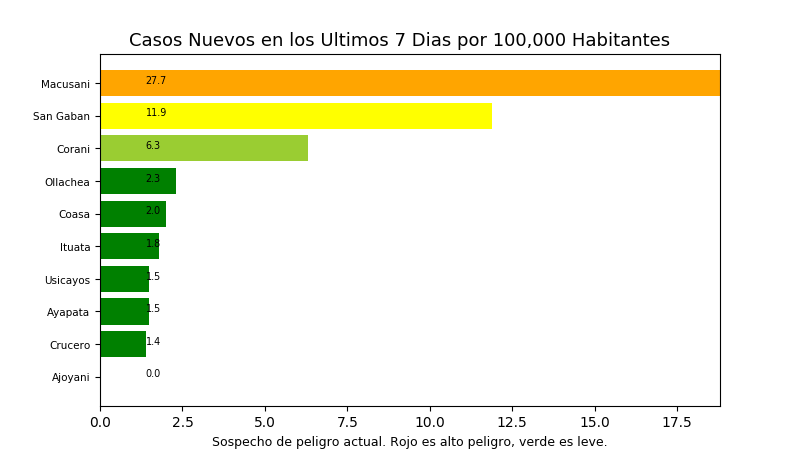 Casos Nuevos en los Ultimos 7 Dias por 100,000 Habitantes
Macusani 27.7
San Gaban 11.9
Corani 6.3
Ollachea 2.3
Coasa 2.0
Ituata 1.8
Usicayos 1.5
Ayapata 1.5
Crucero 1.4
Ajoyani 0.0
0.0 2.5 5.0 7.5 10.0 12.5 15.0 17.5
Sospecho de peligro actual. Rojo es alto peligro, verde es leve.